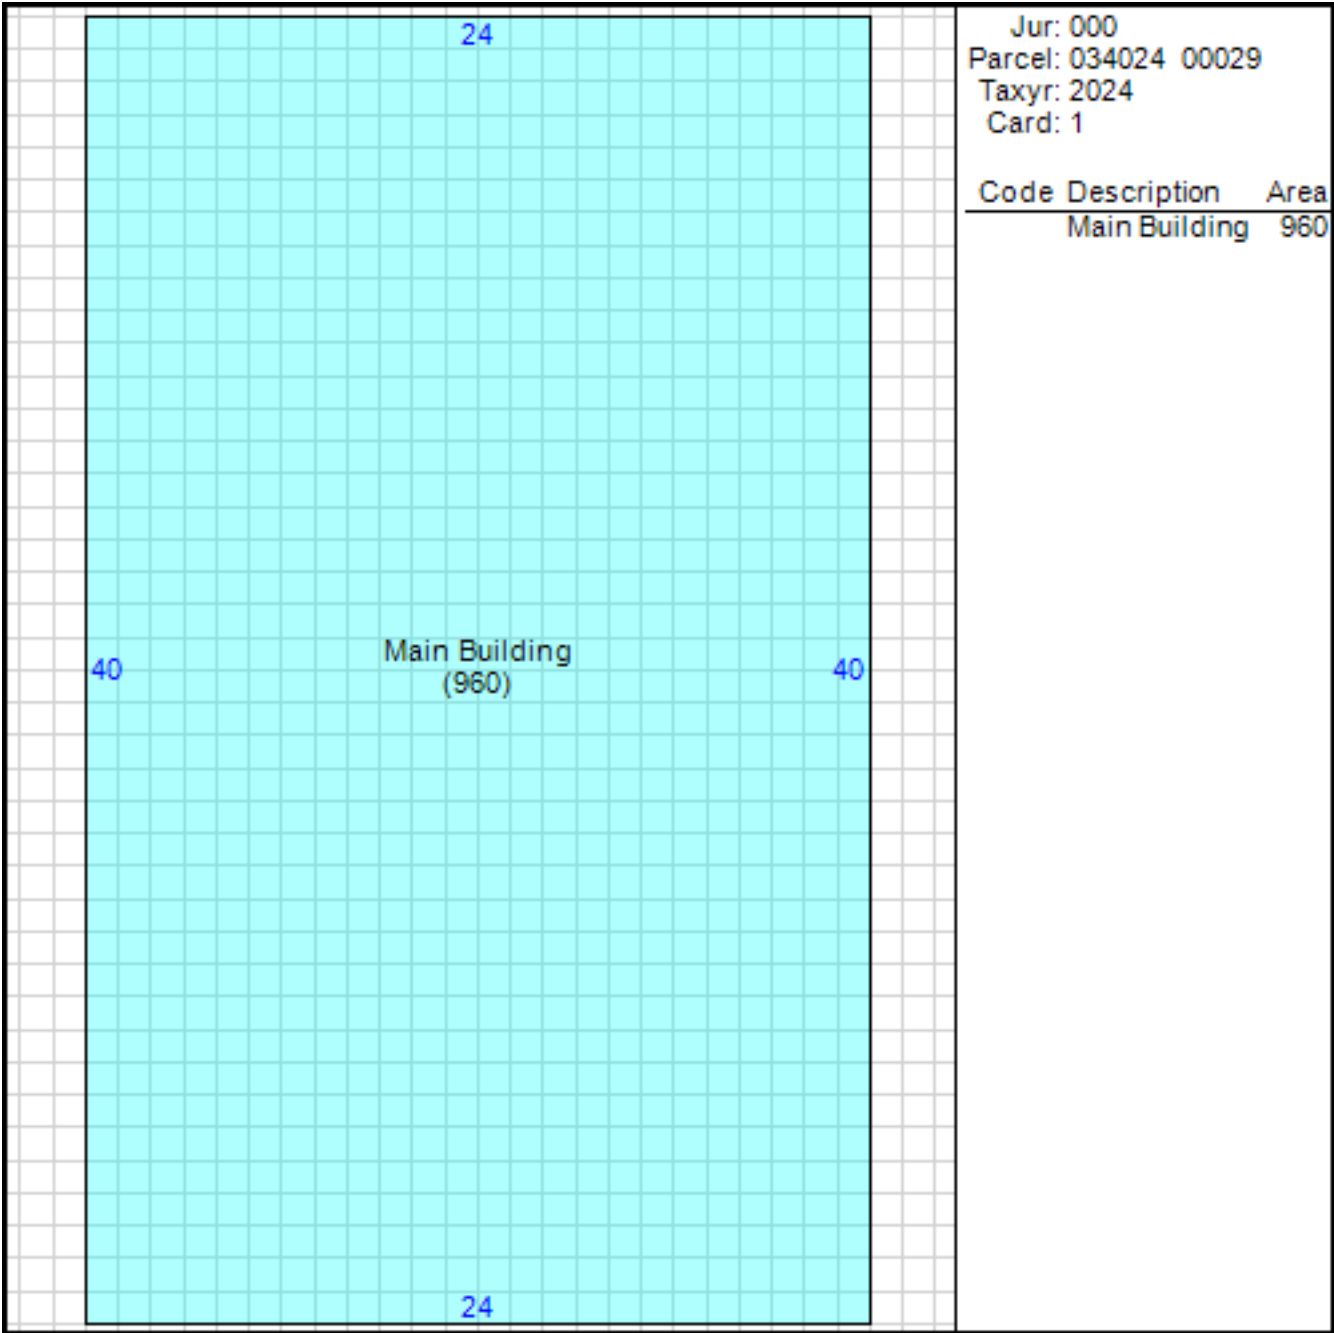 24
40
Main Building
(960)
40
24
Jur: 000
Parcel: 034024 00029
Taxyr: 2024
Card: 1
Code Description Area
Main Building 960